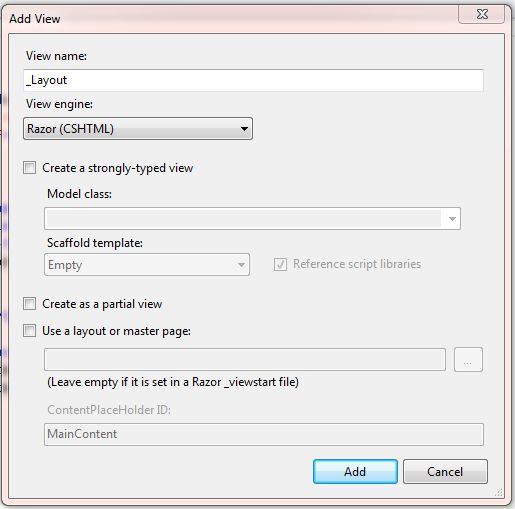 Add View
View name:
_Layout
View engine:
Razor (CSHTML)
Create a strongly-typed view
Model class:
Scaffold template:
Empty
Reference script libraries
Create as a partial view
Use a layout or master page:
...
(Leave empty if it is set in a Razor _viewstart file)
ContentPlaceHolder ID:
MainContent
Add
Cancel